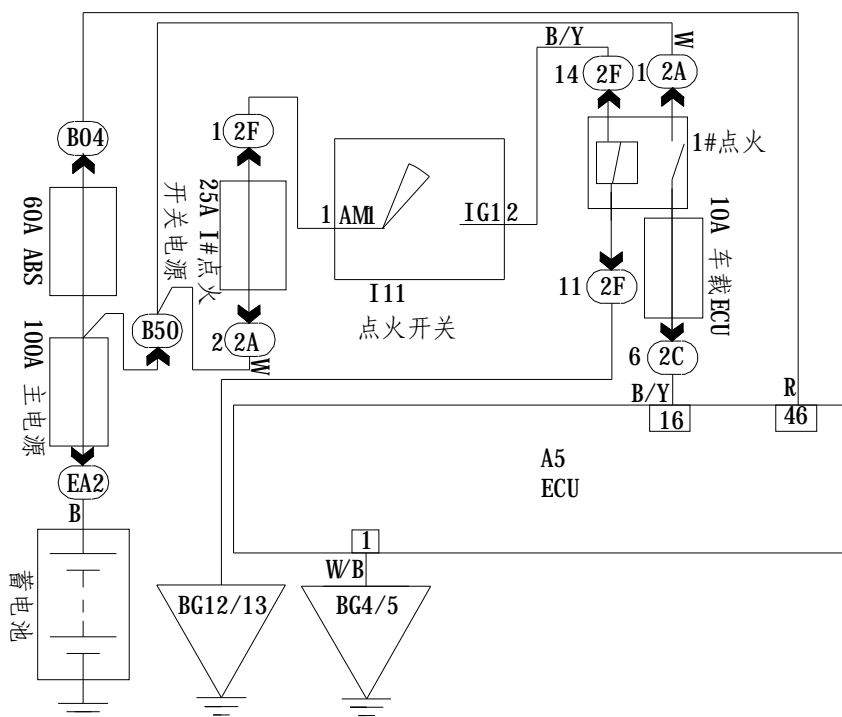 B/Y
W
14 2F
1 2A
1 2F
B04
1#点火
60A ABS
25A I#点火
开关电源
1 AM1
IG1 2
10A 车载ECU
I11
点火开关
11 2F
B50
2 2A
W
100A 主电源
6 2C
B/Y
R
16
46
EA2
B
A5
ECU
1
W/B
蓄电池
BG12/13
BG4/5